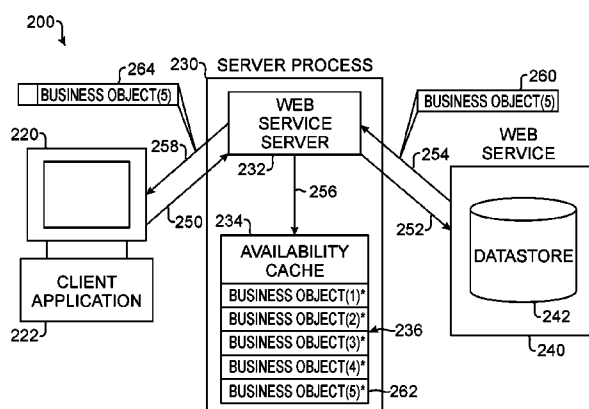 200
264
BUSINESS OBJECT(5)
230
SERVER PROCESS
260
BUSINESS OBJECT(5)
220
258
250
WEB
SERVICE
SERVER
232
256
254
252
WEB
SERVICE
DATASTORE
242
240
234
AVAILABILITY
CACHE
BUSINESS OBJECT(1)*
BUSINESS OBJECT(2)*
BUSINESS OBJECT(3)*
BUSINESS OBJECT(4)*
BUSINESS OBJECT(5)*
236
262
CLIENT
APPLICATION
222